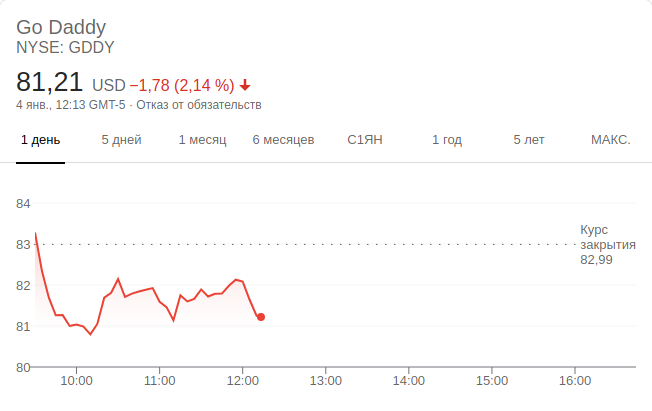 Go Daddy
NYSE: GDDY
81,21 USD −1,78 (2,14 %)
4 янв., 12:13 GMT-5 · Отказ от обязательств
1 день 5 дней 1 месяц 6 месяцев С1ЯН 1 год 5 лет МАКС.
84
83
82
81
80
Курс
закрытия
82,99
10:00 11:00 12:00 13:00 14:00 15:00 16:00